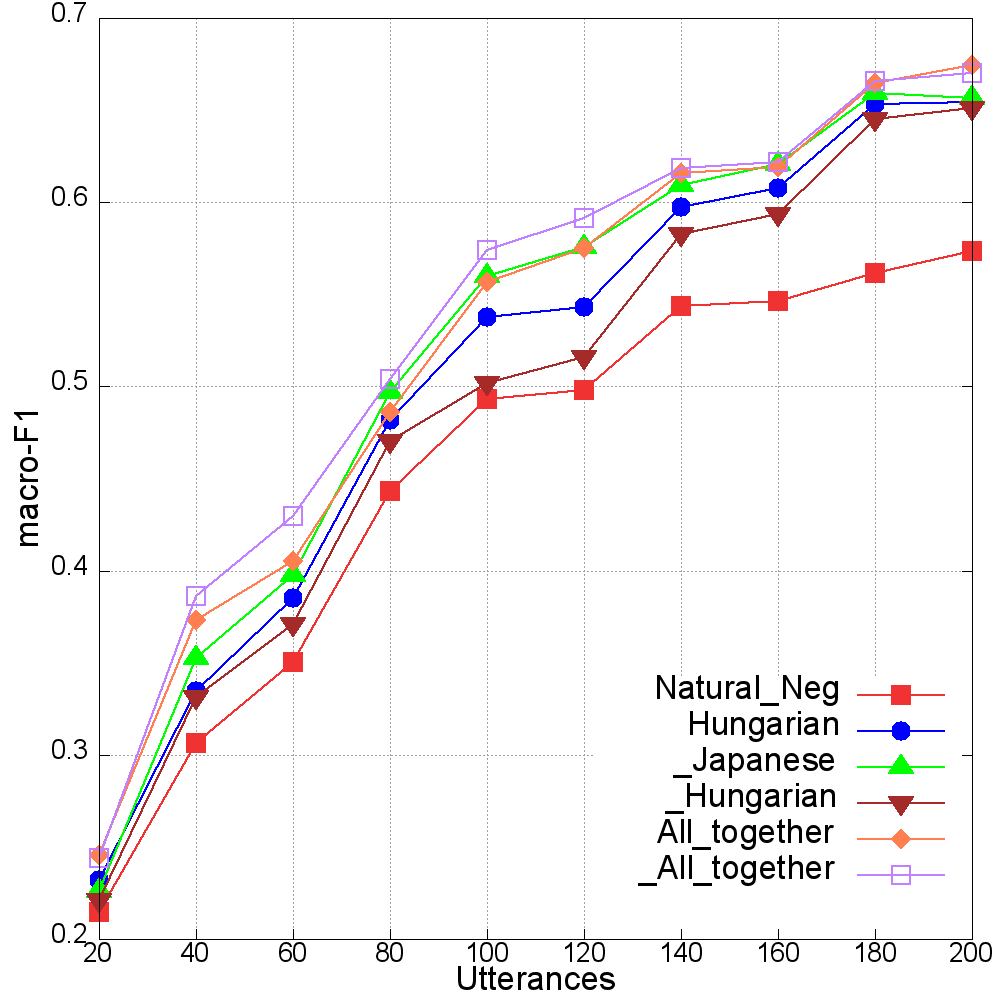 0.7
0.6
0.5
0.4
0.3
0.2
macro-F1
Natural_Neg
Hungarian
_Japanese
_Hungarian
All_together
_All_together
20 40 60 80 100 120 140 160 180 200
Utterances